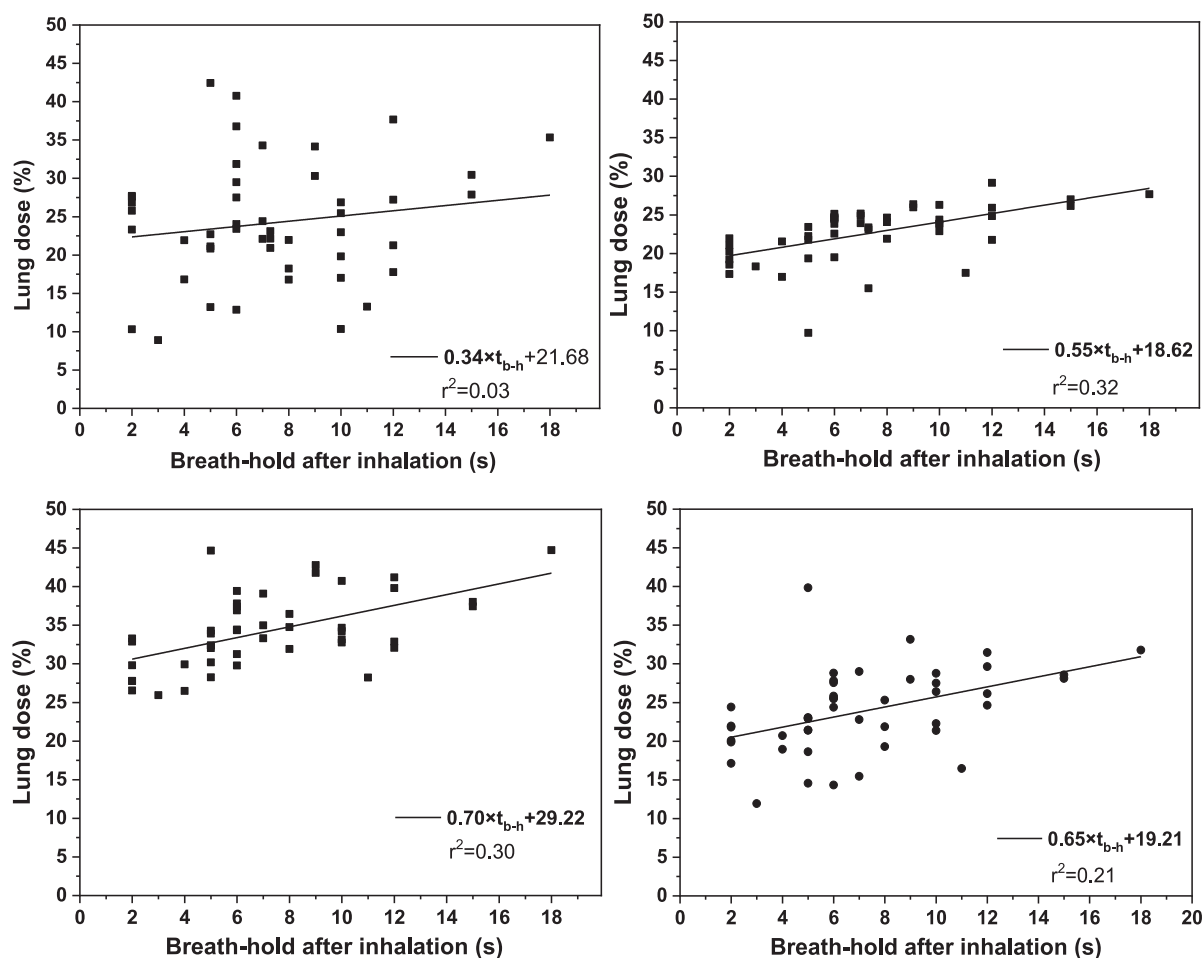 50
45
40
35
30
25
20
15
10
5
0
Lung dose (%)
0.34×t_b-h+21.68
r²=0.03
0 2 4 6 8 10 12 14 16 18
Breath-hold after inhalation (s)
50
45
40
35
30
25
20
15
10
5
0
Lung dose (%)
0.55×t_b-h+18.62
r²=0.32
0 2 4 6 8 10 12 14 16 18
Breath-hold after inhalation (s)
50
45
40
35
30
25
20
15
10
5
0
Lung dose (%)
0.70×t_b-h+29.22
r²=0.30
0 2 4 6 8 10 12 14 16 18
Breath-hold after inhalation (s)
50
45
40
35
30
25
20
15
10
5
0
Lung dose (%)
0.65×t_b-h+19.21
r²=0.21
0 2 4 6 8 10 12 14 16 18 20
Breath-hold after inhalation (s)